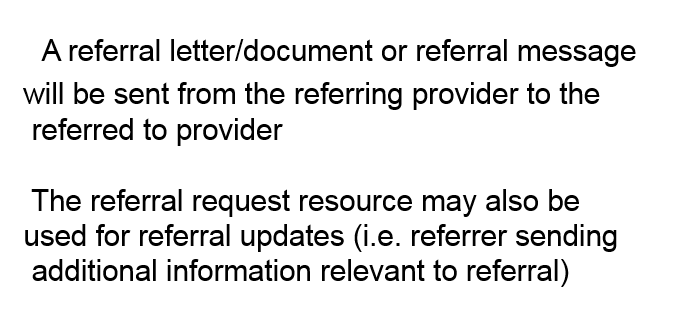 A referral letter/document or referral message
will be sent from the referring provider to the
referred to provider
The referral request resource may also be
used for referral updates (i.e. referrer sending
additional information relevant to referral)